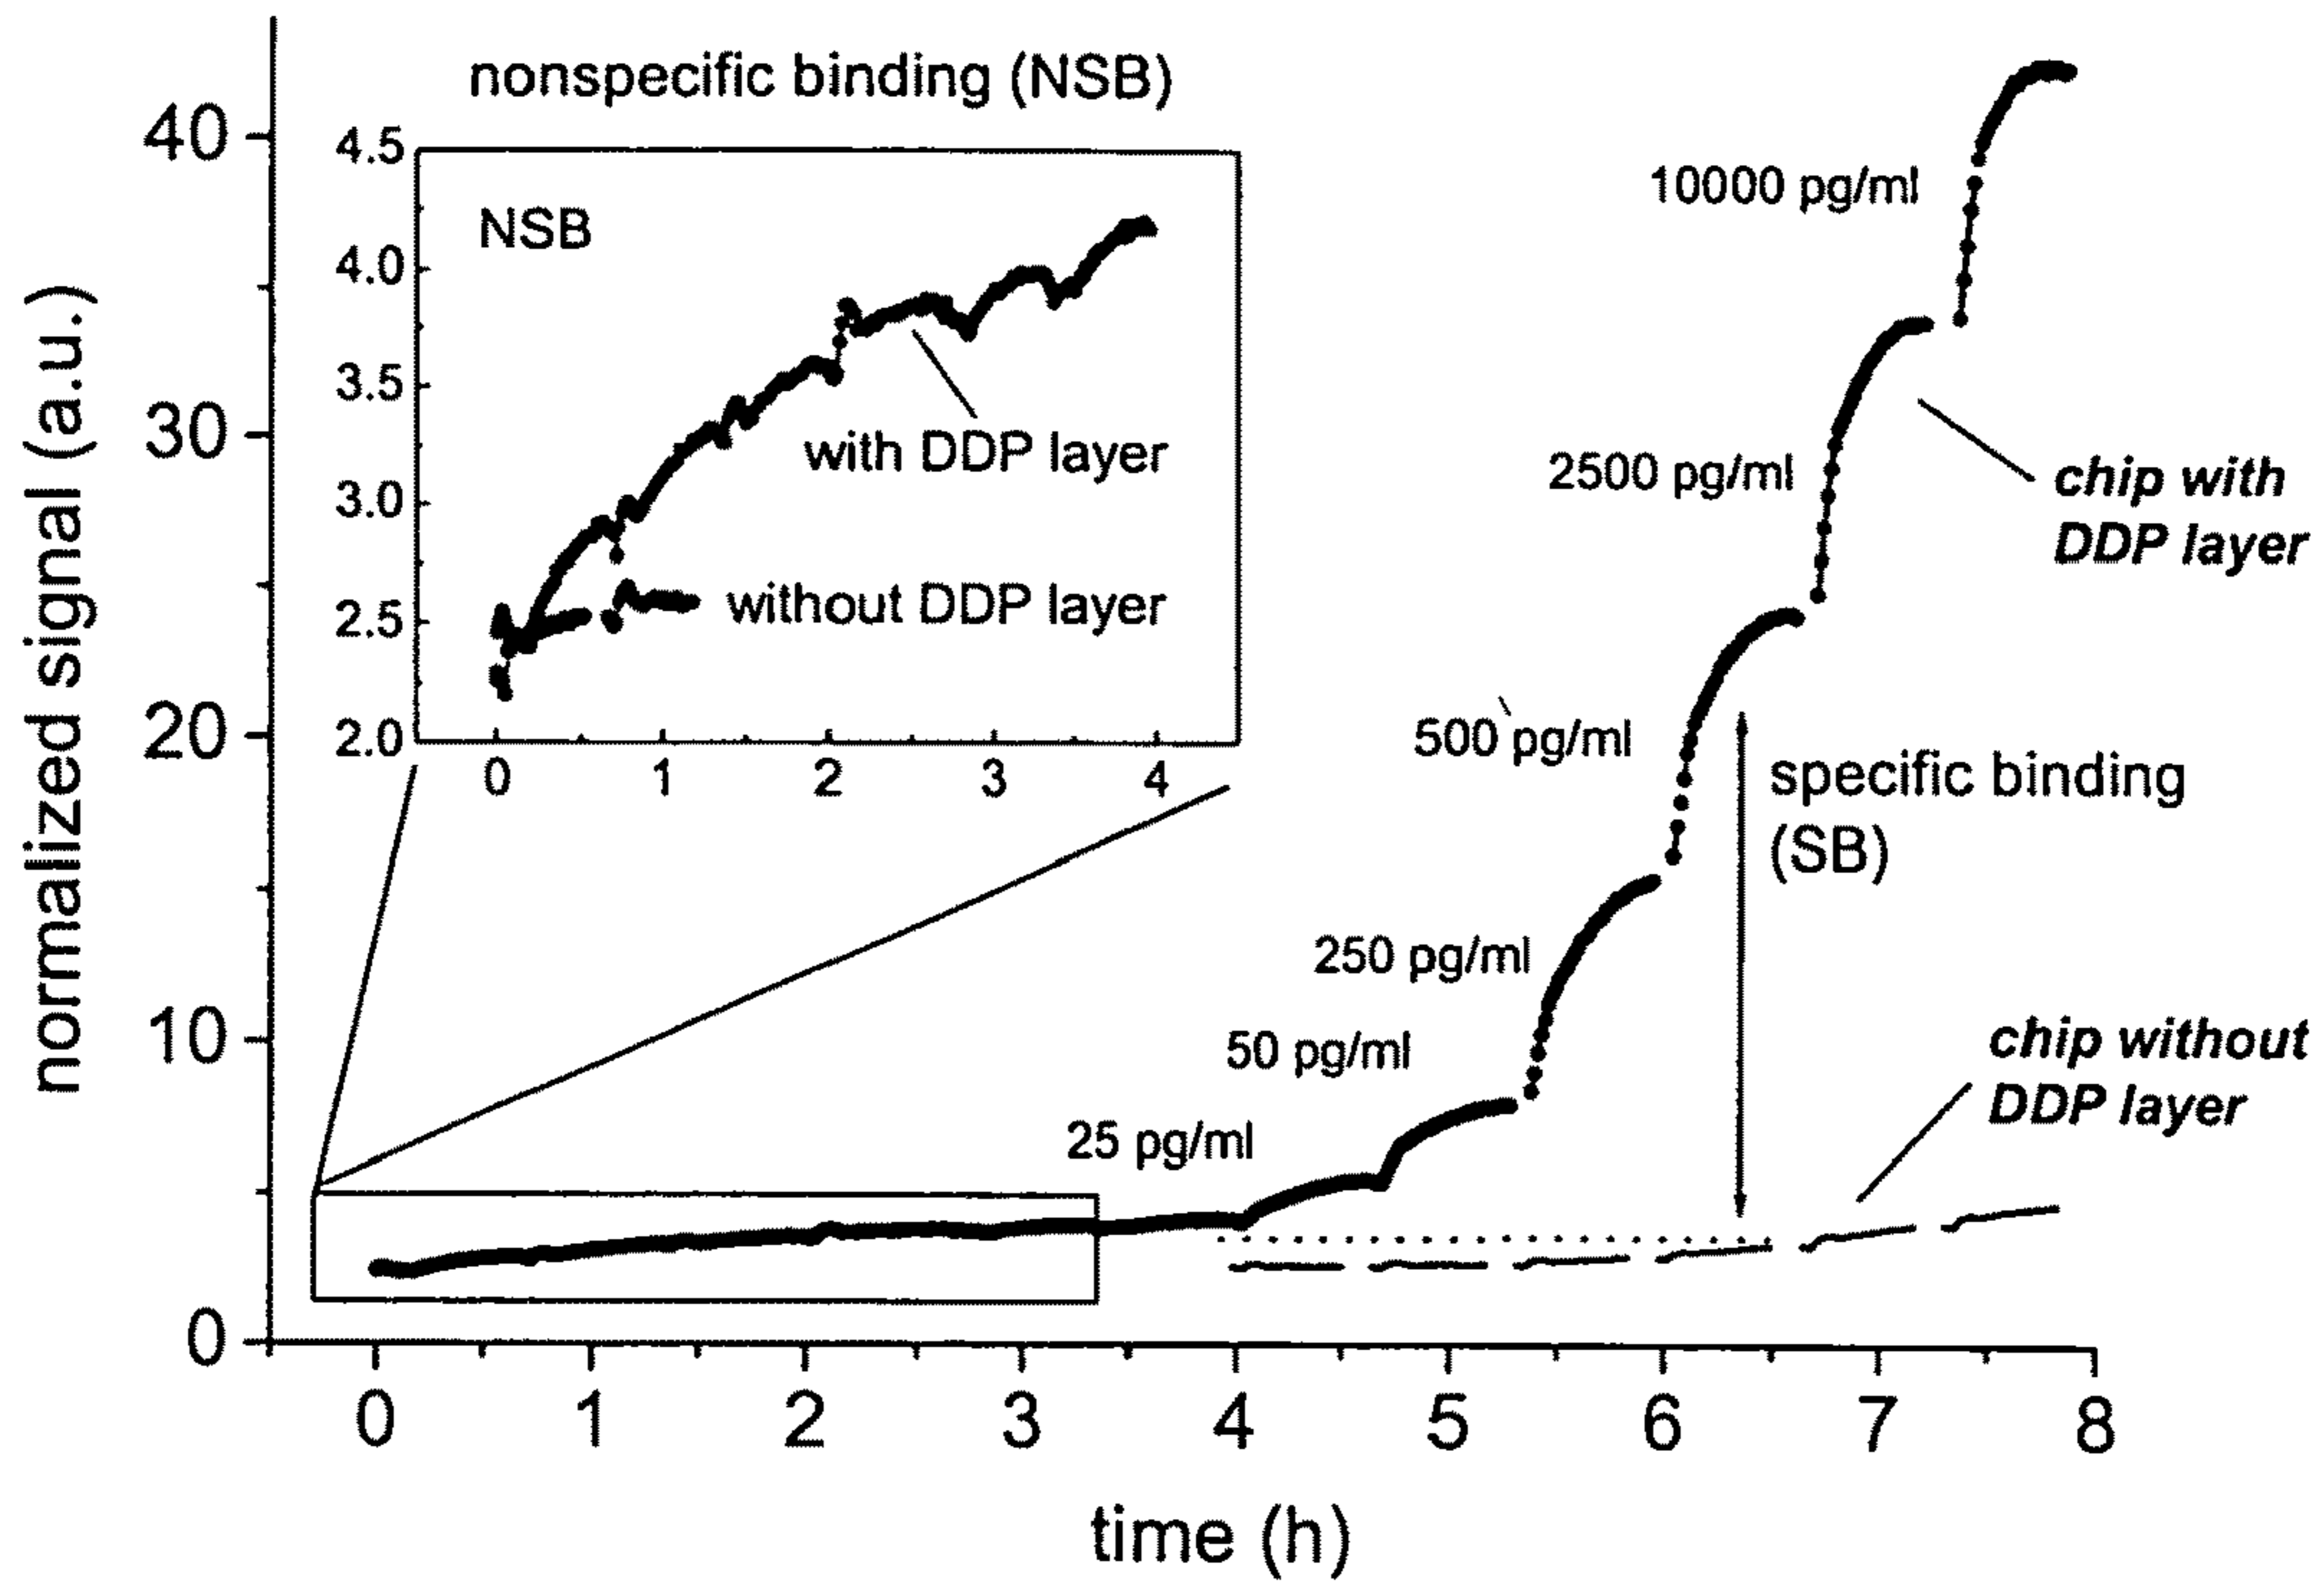 nonspecific binding (NSB)
4.5
4.0
3.5
3.0
2.5
2.0
NSB
with DDP layer
without DDP layer
0 1 2 3 4
normalized signal (a.u.)
40
30
20
10
0
10000 pg/ml
2500 pg/ml
500 pg/ml
250 pg/ml
50 pg/ml
25 pg/ml
chip with
DDP layer
specific binding
(SB)
chip without
DDP layer
0 1 2 3 4 5 6 7 8
time (h)